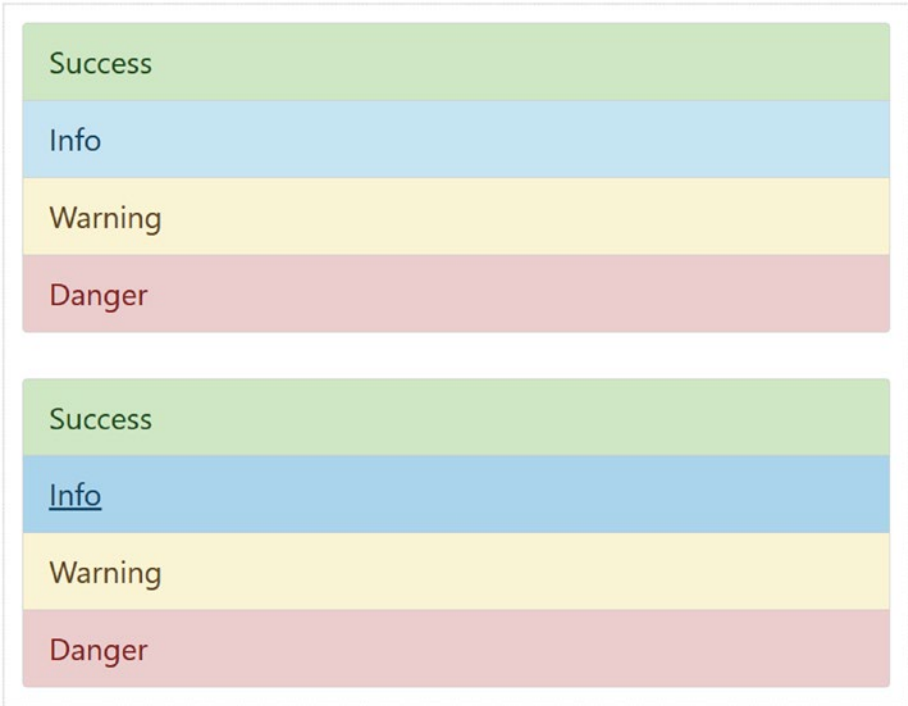 Success
Info
Warning
Danger
Success
Info
Warning
Danger